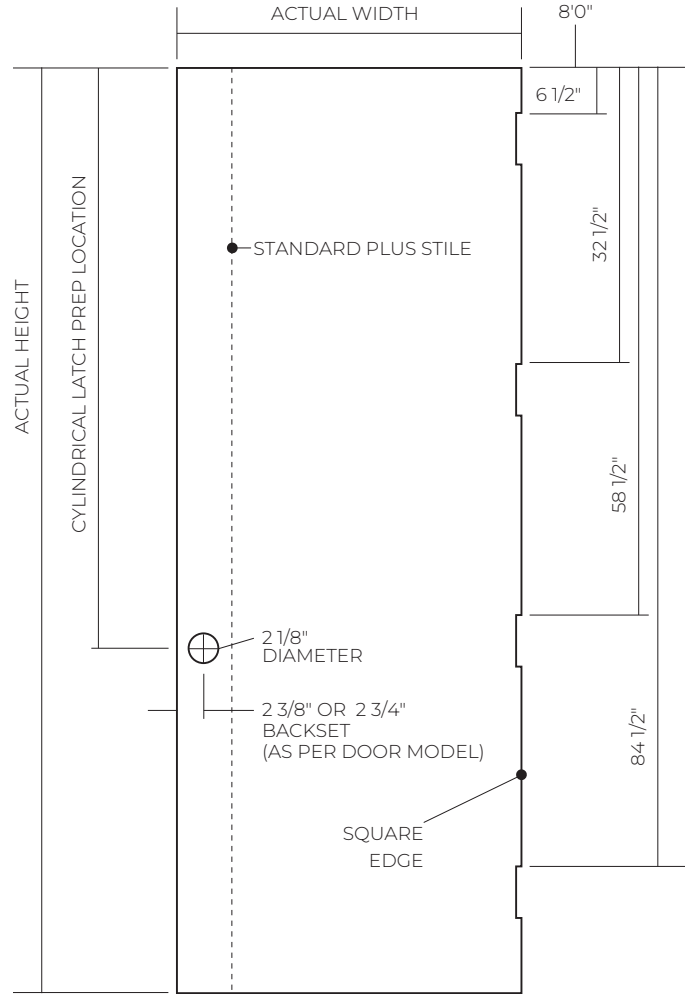 ACTUAL WIDTH
8'0"
6 1/2"
32 1/2"
58 1/2"
84 1/2"
ACTUAL HEIGHT
CYLINDRICAL LATCH PREP LOCATION
STANDARD PLUS STILE
2 1/8"
DIAMETER
2 3/8" OR 2 3/4"
BACKSET
(AS PER DOOR MODEL)
SQUARE
EDGE